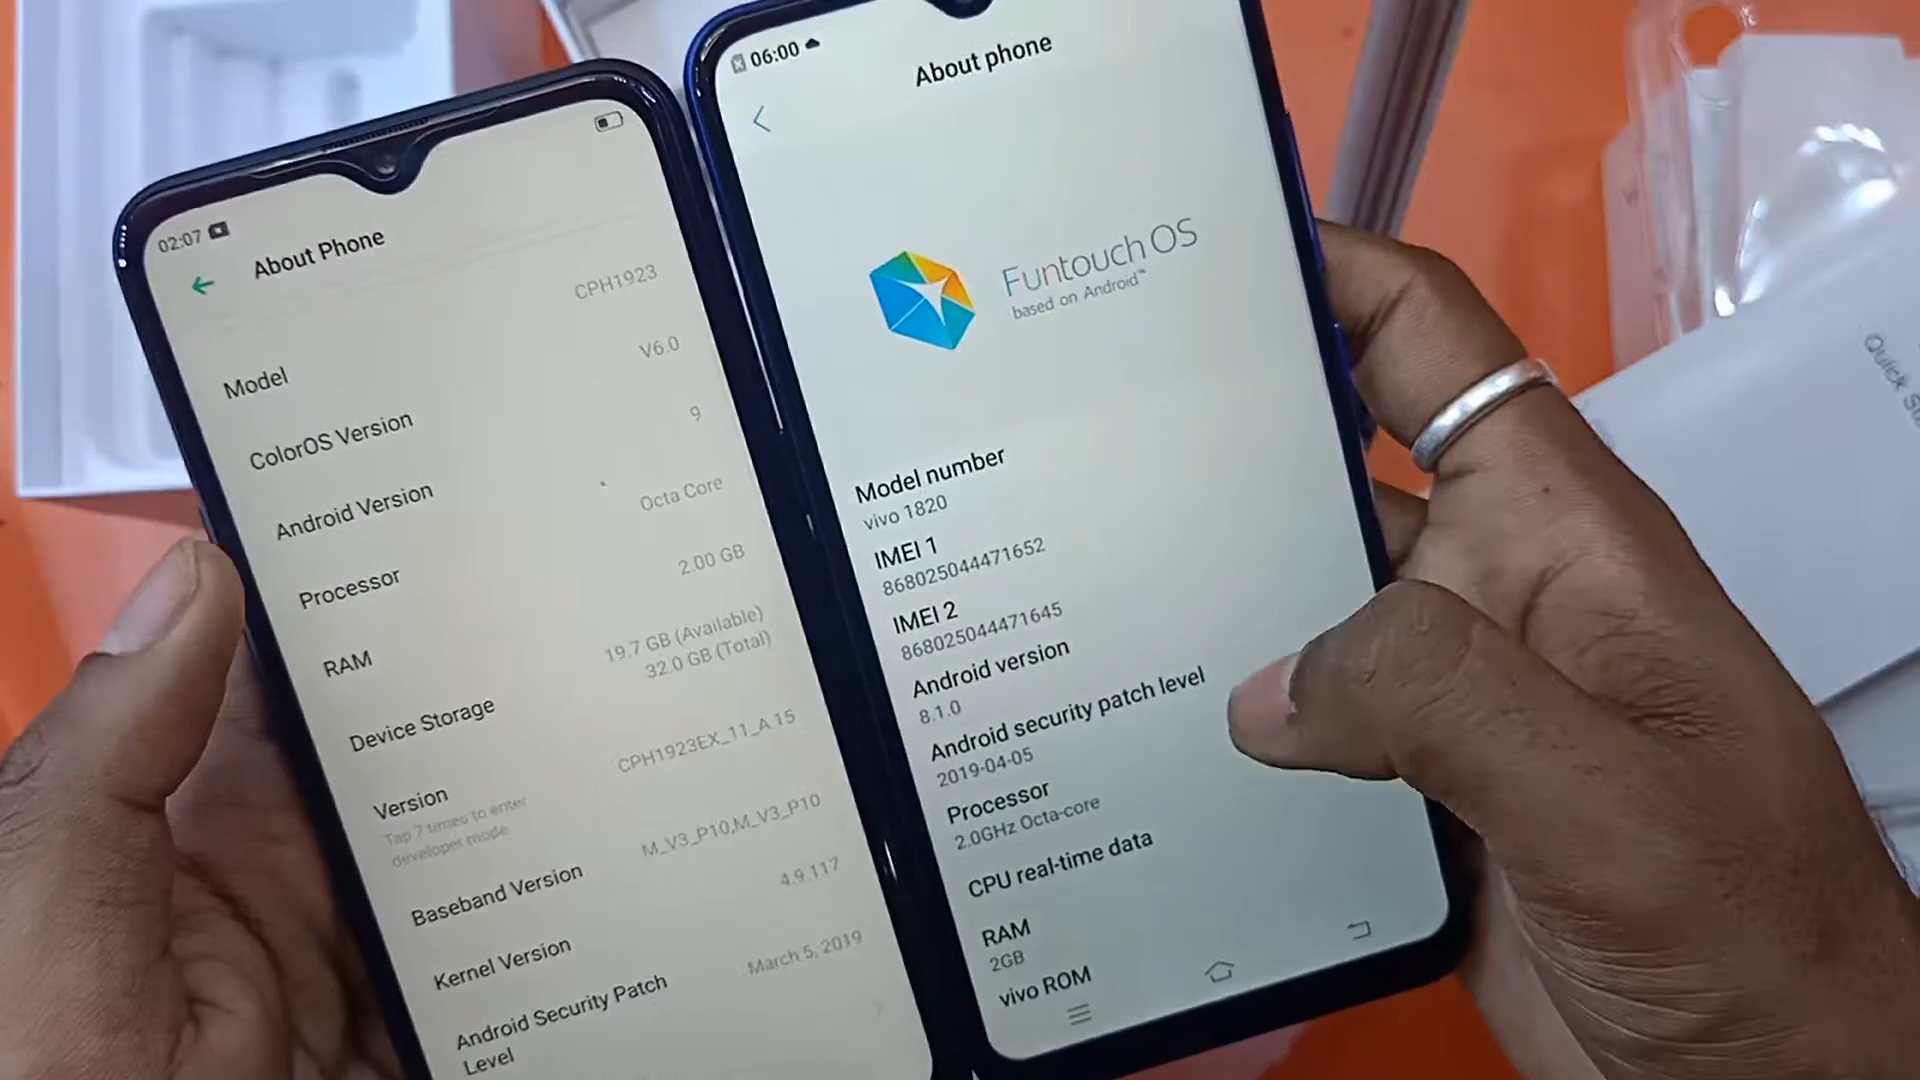 02:07
About Phone
Model
CPH1923
ColorOS Version
V6.0
Android Version
9
Processor
Octa Core
RAM
2.00 GB
Device Storage
19.7 GB (Available)
32.0 GB (Total)
Version
CPH1923EX_11_A.15
Tap 7 times to enter
developer mode.
Baseband Version
M_V3_P10,M_V3_P10
Kernel Version
4.9.117
Android Security Patch
Level
March 5, 2019
06:00
About phone
Funtouch OS
based on Android™
Model number
vivo 1820
IMEI 1
868025044471652
IMEI 2
868025044471645
Android version
8.1.0
Android security patch level
2019-04-05
Processor
2.0GHz Octa-core
CPU real-time data
RAM
2GB
vivo ROM
Quick